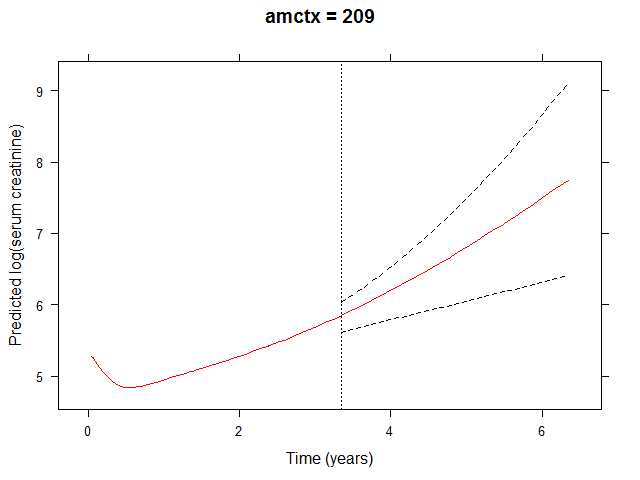 amctx = 209
Predicted log(serum creatinine)
9
8
7
6
5
0 2 4 6
Time (years)